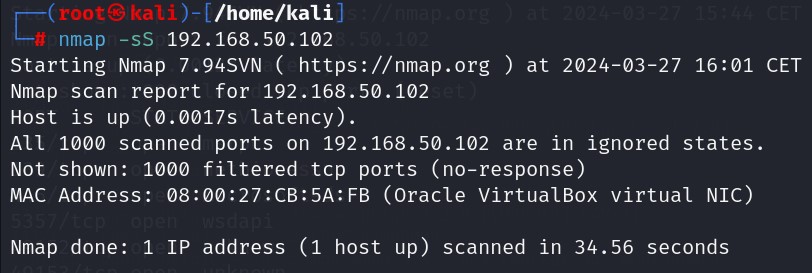 ┌──(root㉿kali)-[/home/kali]
└─# nmap -sS 192.168.50.102
Starting Nmap 7.94SVN ( https://nmap.org ) at 2024-03-27 16:01 CET
Nmap scan report for 192.168.50.102
Host is up (0.0017s latency).
All 1000 scanned ports on 192.168.50.102 are in ignored states.
Not shown: 1000 filtered tcp ports (no-response)
MAC Address: 08:00:27:CB:5A:FB (Oracle VirtualBox virtual NIC)
5357/tcp open wsdapi
Nmap done: 1 IP address (1 host up) scanned in 34.56 seconds